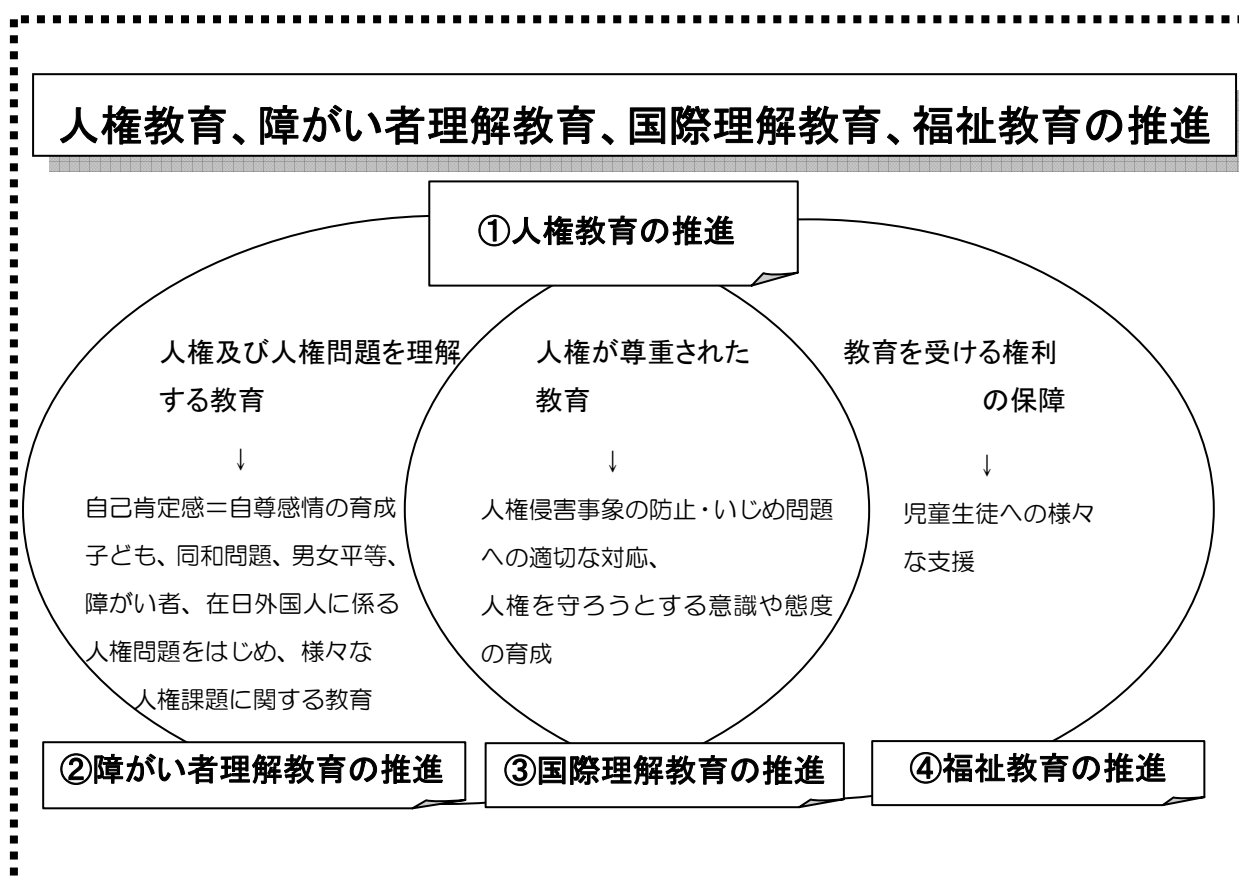 人権教育、障がい者理解教育、国際理解教育、福祉教育の推進
①人権教育の推進
人権及び人権問題を理解
する教育
↓
自己肯定感＝自尊感情の育成
子ども、同和問題、男女平等、
障がい者、在日外国人に係る
人権問題をはじめ、様々な
人権課題に関する教育
人権が尊重された
教育
↓
人権侵害事象の防止・いじめ問題
への適切な対応、
人権を守ろうとする意識や態度
の育成
教育を受ける権利
の保障
↓
児童生徒への様々
な支援
②障がい者理解教育の推進
③国際理解教育の推進
④福祉教育の推進